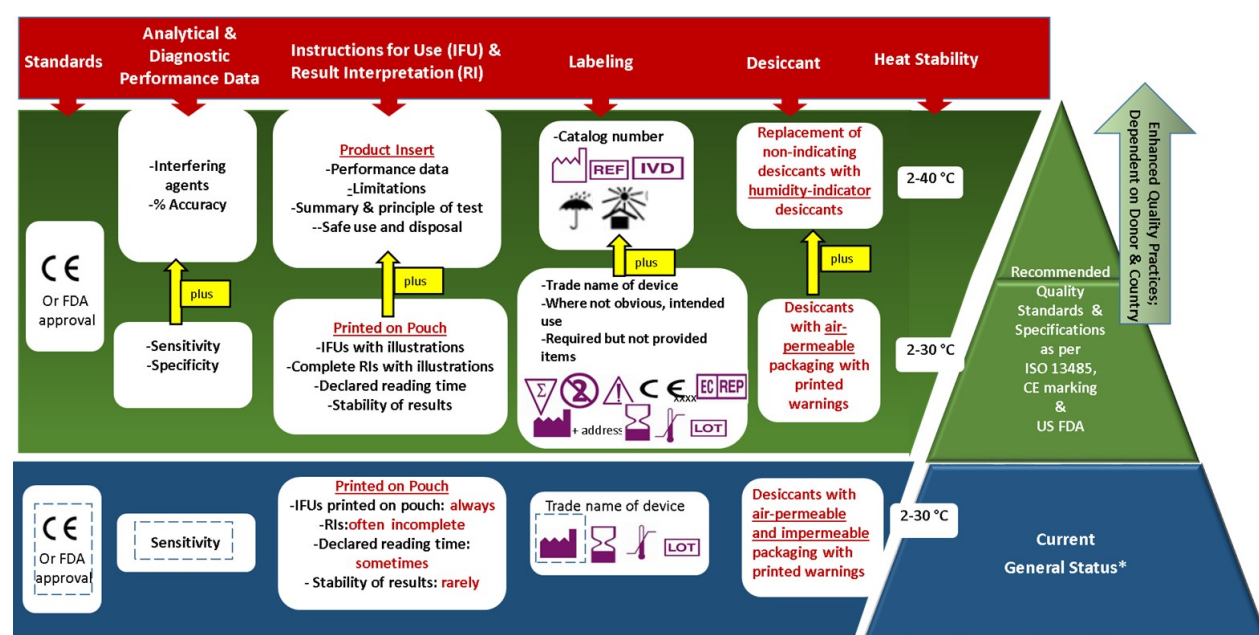 Standards
Analytical &
Diagnostic
Performance Data
Instructions for Use (IFU) &
Result Interpretation (RI)
Labeling
Desiccant
Heat Stability
CE
Or FDA
approval
-Interfering
agents
-% Accuracy
plus
-Sensitivity
-Specificity
Product Insert
-Performance data
-Limitations
-Summary & principle of test
--Safe use and disposal
plus
Printed on Pouch
-IFUs with illustrations
-Complete RIs with illustrations
-Declared reading time
-Stability of results
-Catalog number
REF
IVD
plus
-Trade name of device
-Where not obvious, intended
use
-Required but not provided
items
Σ
2
!
CE
xxxx
EC REP
+ address
LOT
Replacement of
non-indicating
desiccants with
humidity-indicator
desiccants
plus
Desiccants
with air-
permeable
packaging with
printed
warnings
2-40 °C
2-30 °C
Recommended
Quality
Standards &
Specifications
as per
ISO 13485,
CE marking
&
US FDA
Enhanced Quality Practices;
Dependent on Donor & Country
CE
Or FDA
approval
Sensitivity
Printed on Pouch
-IFUs printed on pouch: always
-RIs:often incomplete
-Declared reading time:
sometimes
- Stability of results: rarely
Trade name of device
LOT
Desiccants with
air-permeable
and impermeable
packaging with
printed warnings
2-30 °C
Current
General Status*